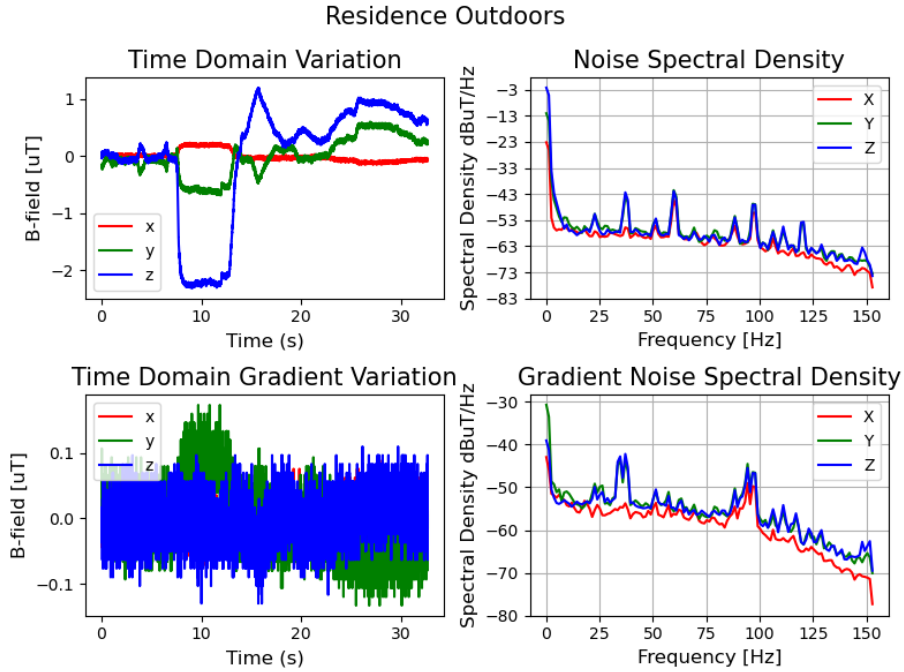 Residence Outdoors
Time Domain Variation
B-field [uT]
1
0
−1
−2
x
y
z
0
10
20
30
Time (s)
Noise Spectral Density
Spectral Density dBuT/Hz
−3
−13
−23
−33
−43
−53
−63
−73
−83
X
Y
Z
0
25
50
75
100
125
150
Frequency [Hz]
Time Domain Gradient Variation
B-field [uT]
0.1
0.0
−0.1
x
y
z
0
10
20
30
Time (s)
Gradient Noise Spectral Density
Spectral Density dBuT/Hz
−30
−40
−50
−60
−70
−80
X
Y
Z
0
25
50
75
100
125
150
Frequency [Hz]